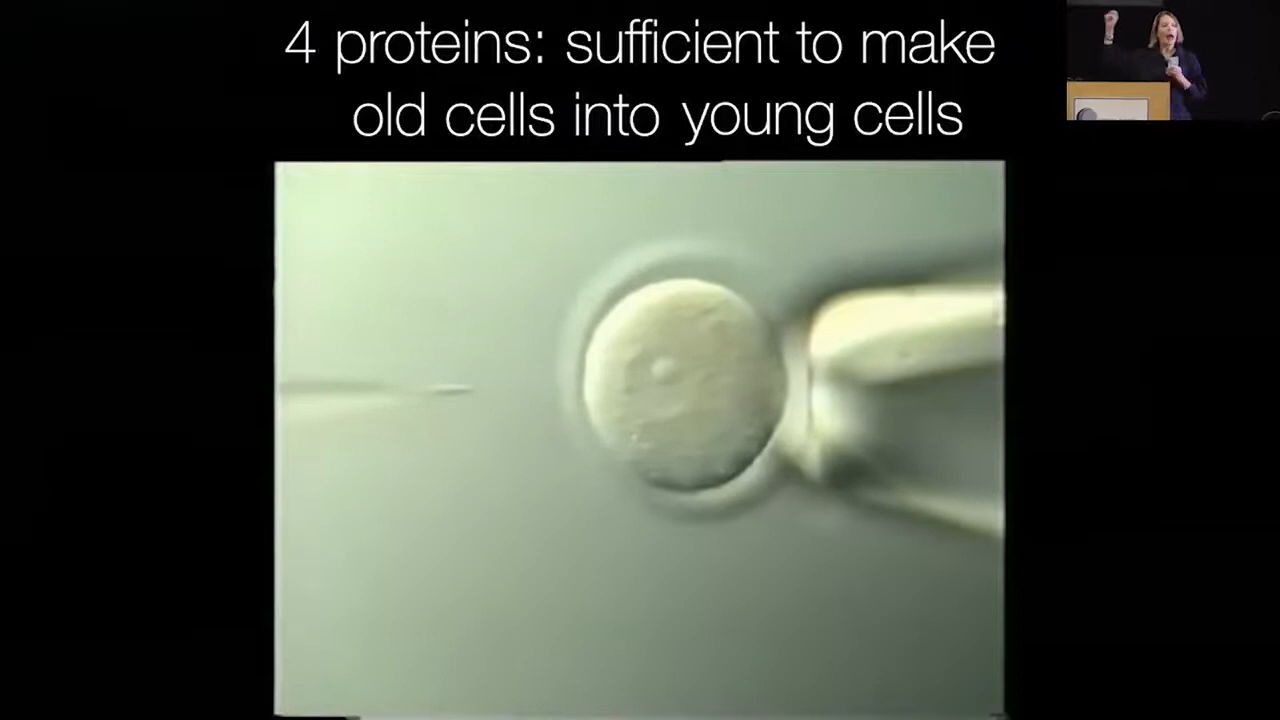 4 proteins: sufficient to make
old cells into young cells